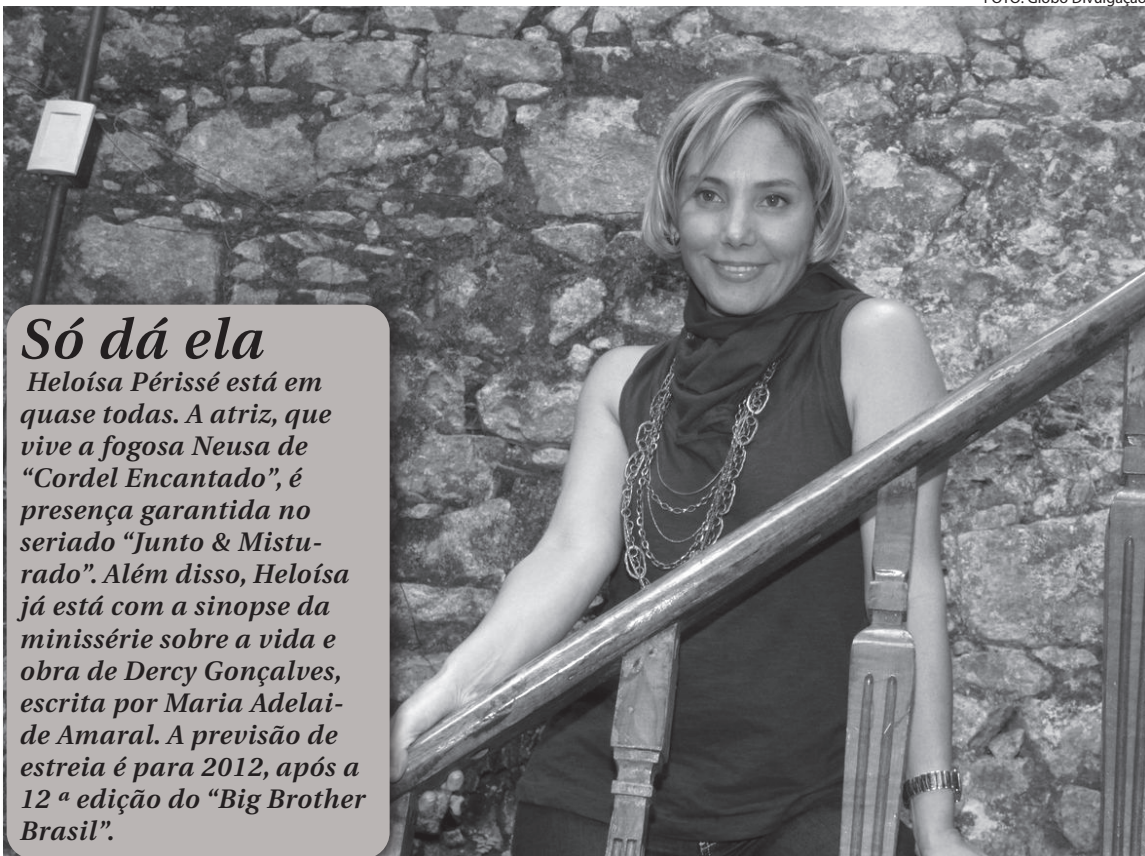 FOTO: Globo Divulgação
Só dá ela
Heloísa Périssé está em
quase todas. A atriz, que
vive a fogosa Neusa de
“Cordel Encantado”, é
presença garantida no
seriado “Junto & Mistu-
rado”. Além disso, Heloísa
já está com a sinopse da
minissérie sobre a vida e
obra de Dercy Gonçalves,
escrita por Maria Adelai-
de Amaral. A previsão de
estreia é para 2012, após a
12 ª edição do “Big Brother
Brasil”.